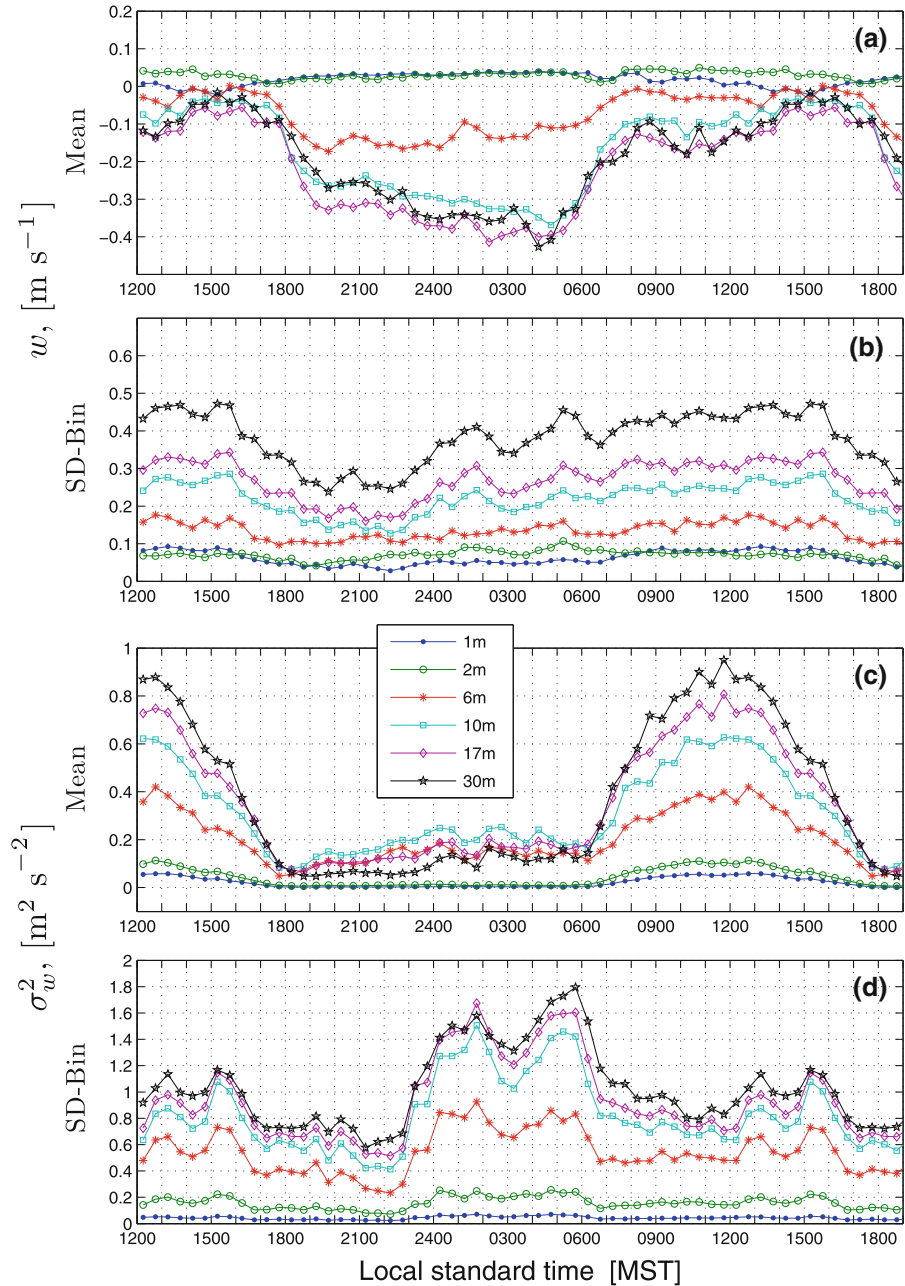 (a)
0.2
0.1
0
−0.1
−0.2
−0.3
−0.4
Mean
1200 1500 1800 2100 2400 0300 0600 0900 1200 1500 1800
w, [m s⁻¹]
(b)
0.6
0.5
0.4
0.3
0.2
0.1
0
SD-Bin
1200 1500 1800 2100 2400 0300 0600 0900 1200 1500 1800
1m
2m
6m
10m
17m
30m
(c)
1
0.8
0.6
0.4
0.2
0
Mean
1200 1500 1800 2100 2400 0300 0600 0900 1200 1500 1800
σ²w, [m² s⁻²]
(d)
2
1.8
1.6
1.4
1.2
1
0.8
0.6
0.4
0.2
0
SD-Bin
1200 1500 1800 2100 2400 0300 0600 0900 1200 1500 1800
Local standard time [MST]